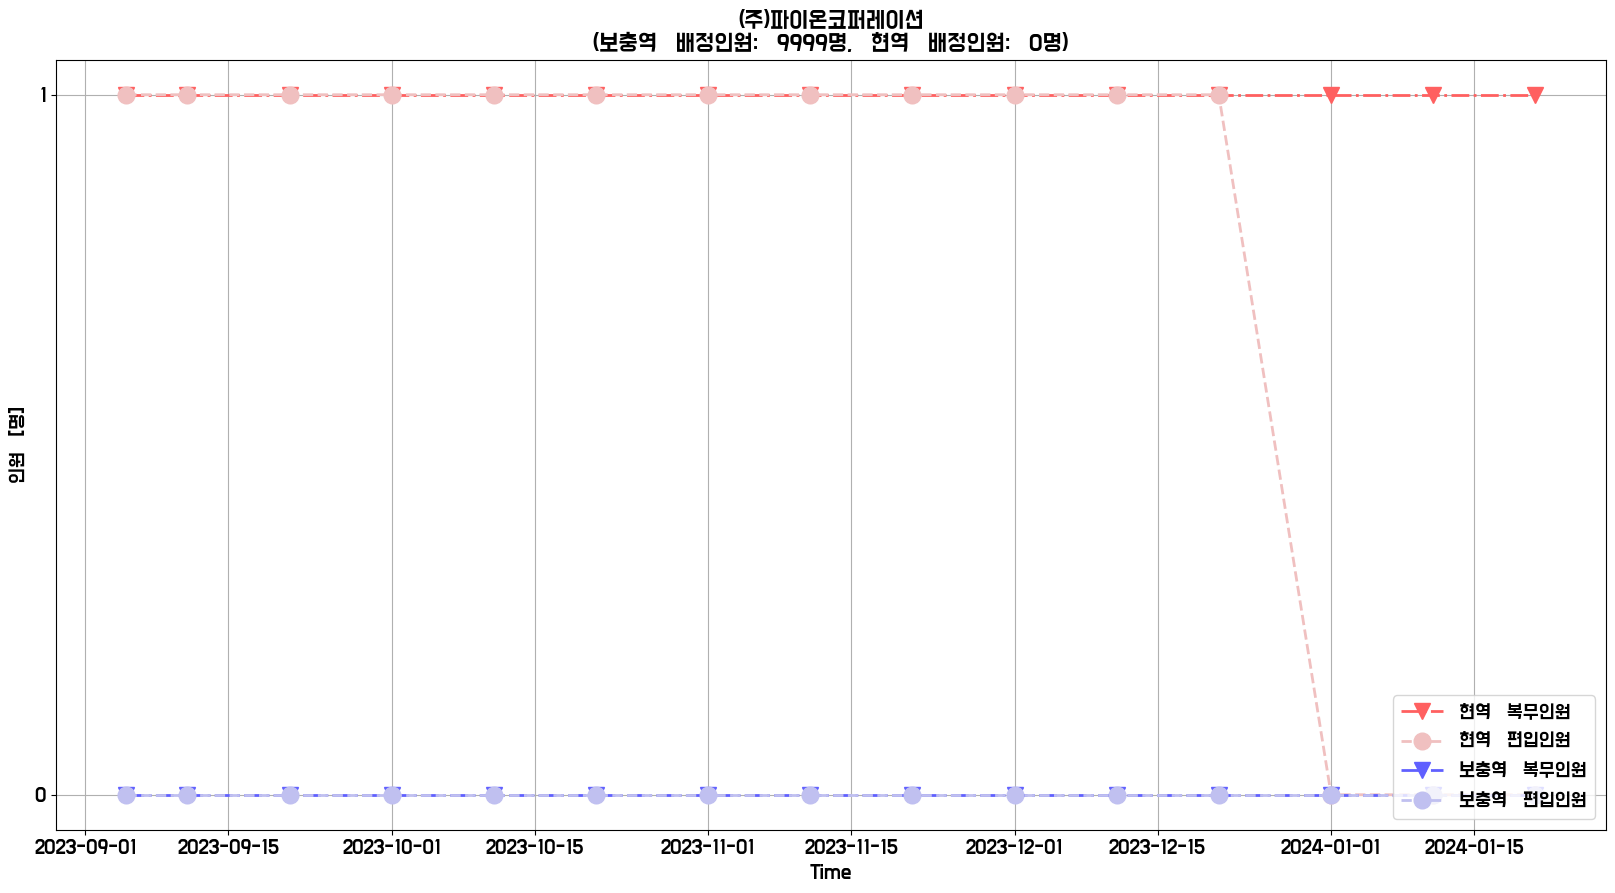 (주)파이온코퍼레이션
(보충역 배정인원: 9999명, 현역 배정인원: 0명)
인원 [명]
1
0
2023-09-01 2023-09-15 2023-10-01 2023-10-15 2023-11-01 2023-11-15 2023-12-01 2023-12-15 2024-01-01 2024-01-15
Time
현역 복무인원
현역 편입인원
보충역 복무인원
보충역 편입인원